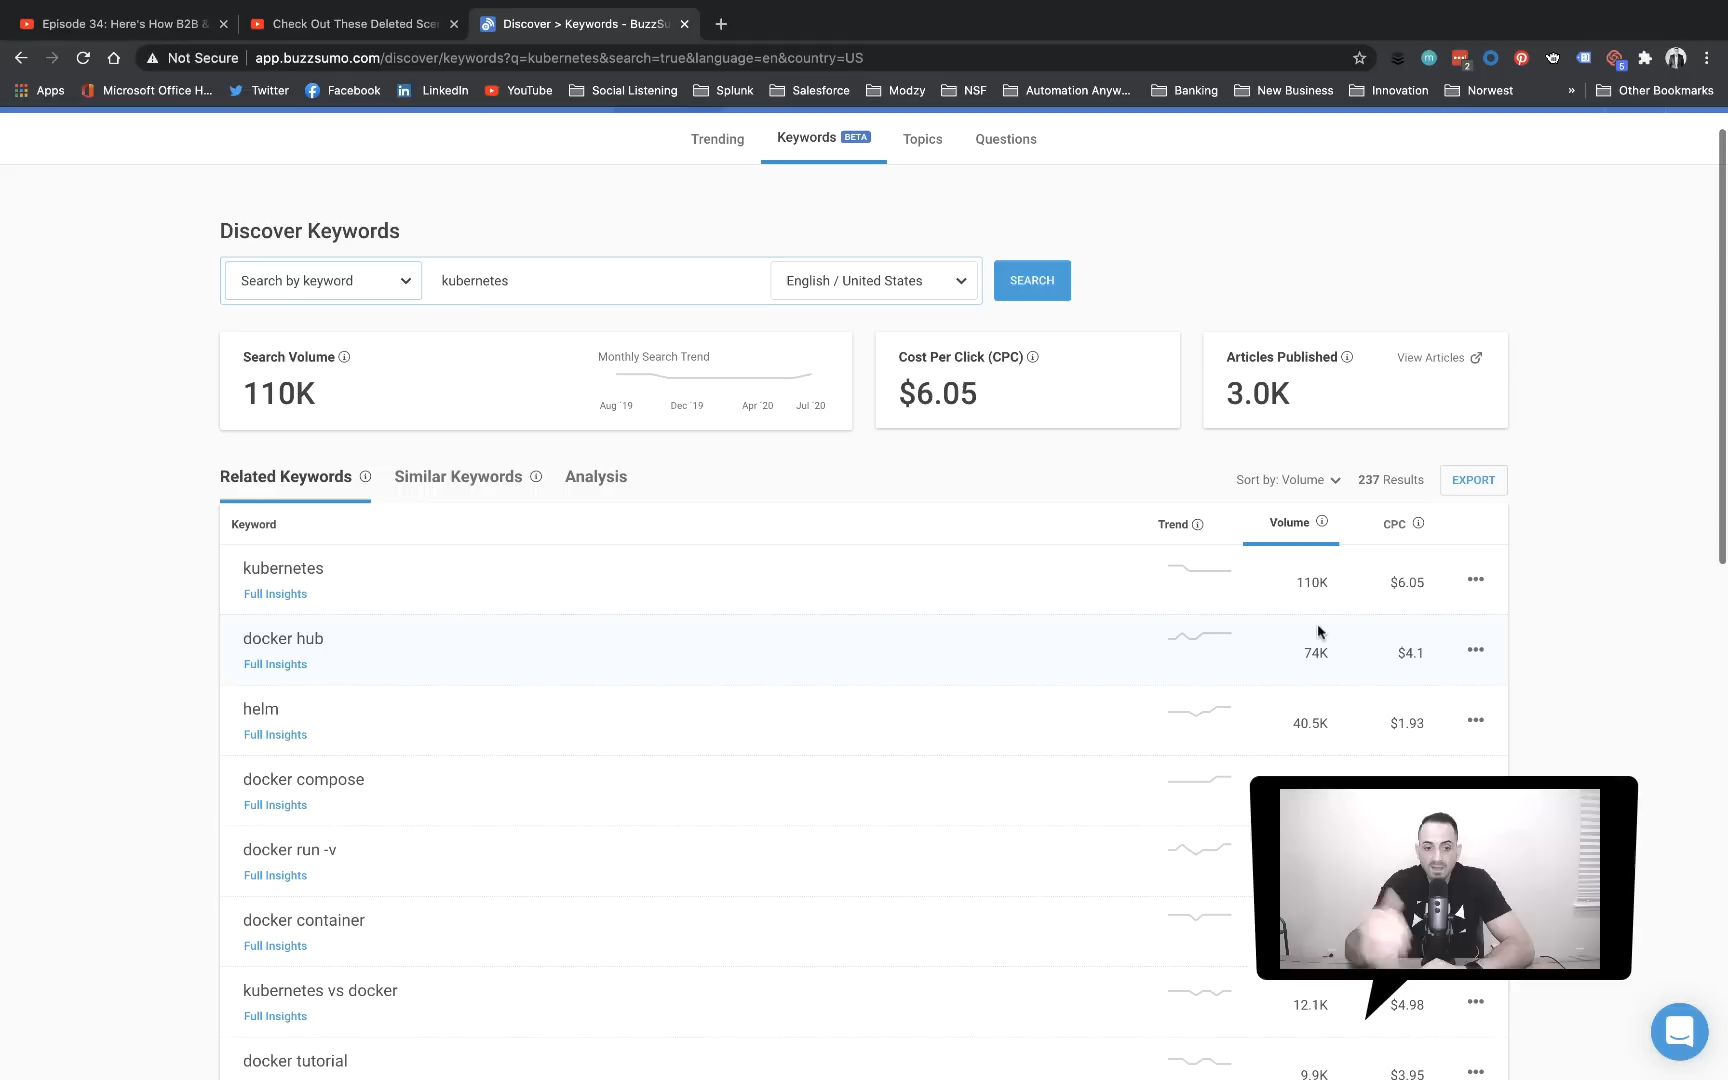 Episode 34: Here's How B2B &
Check Out These Deleted Sce
Discover > Keywords - BuzzSu
Not Secure
app.buzzsumo.com/discover/keywords?q=kubernetes&search=true&language=en&country=US
2
5
Apps
Microsoft Office H...
Twitter
Facebook
LinkedIn
YouTube
Social Listening
Splunk
Salesforce
Modzy
NSF
Automation Anyw...
Banking
New Business
Innovation
Norwest
»
Other Bookmarks
Trending
Keywords BETA
Topics
Questions
Discover Keywords
Search by keyword
kubernetes
English / United States
SEARCH
Search Volume
110K
Monthly Search Trend
Aug '19
Dec '19
Apr '20
Jul '20
Cost Per Click (CPC)
$6.05
Articles Published
View Articles
3.0K
Related Keywords
Similar Keywords
Analysis
Sort by: Volume
237 Results
EXPORT
Keyword
Trend
Volume
CPC
kubernetes
Full Insights
110K
$6.05
docker hub
Full Insights
74K
$4.1
helm
Full Insights
40.5K
$1.93
docker compose
Full Insights
docker run -v
Full Insights
docker container
Full Insights
kubernetes vs docker
Full Insights
12.1K
$4.98
docker tutorial
9.9K
$3.95